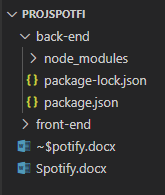 PROJSPOTFI
back-end
node_modules
{} package-lock.json
{} package.json
front-end
~$potify.docx
Spotify.docx